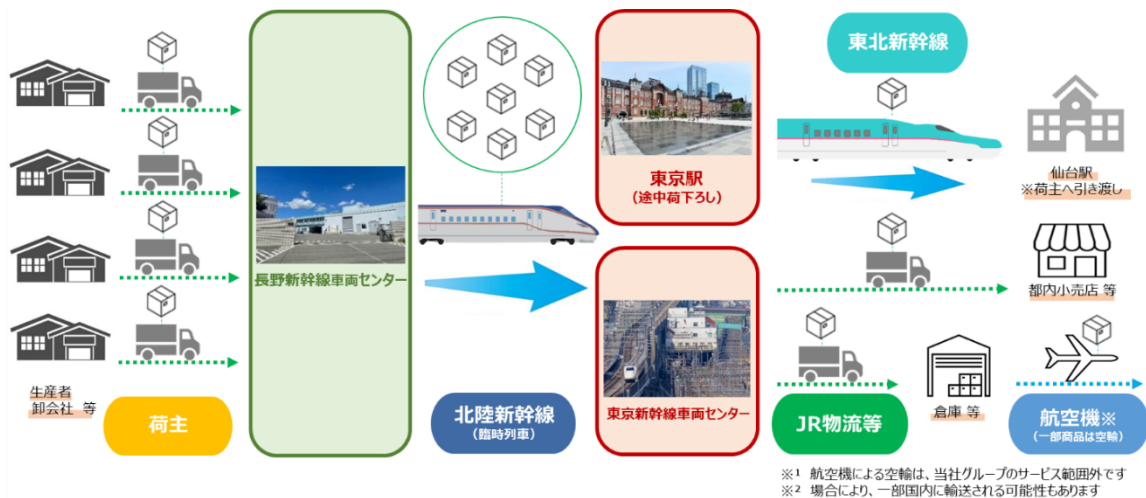 生産者
卸会社 等
荷主
長野新幹線車両センター
北陸新幹線
(臨時列車)
東京駅
(途中荷下ろし)
東京新幹線車両センター
東北新幹線
仙台駅
※荷主へ引き渡し
都内小売店 等
JR物流等
倉庫 等
航空機※
(一部商品は空輸)
※1 航空機による空輸は、当社グループのサービス範囲外です
※2 場合により、一部国内に輸送される可能性もあります